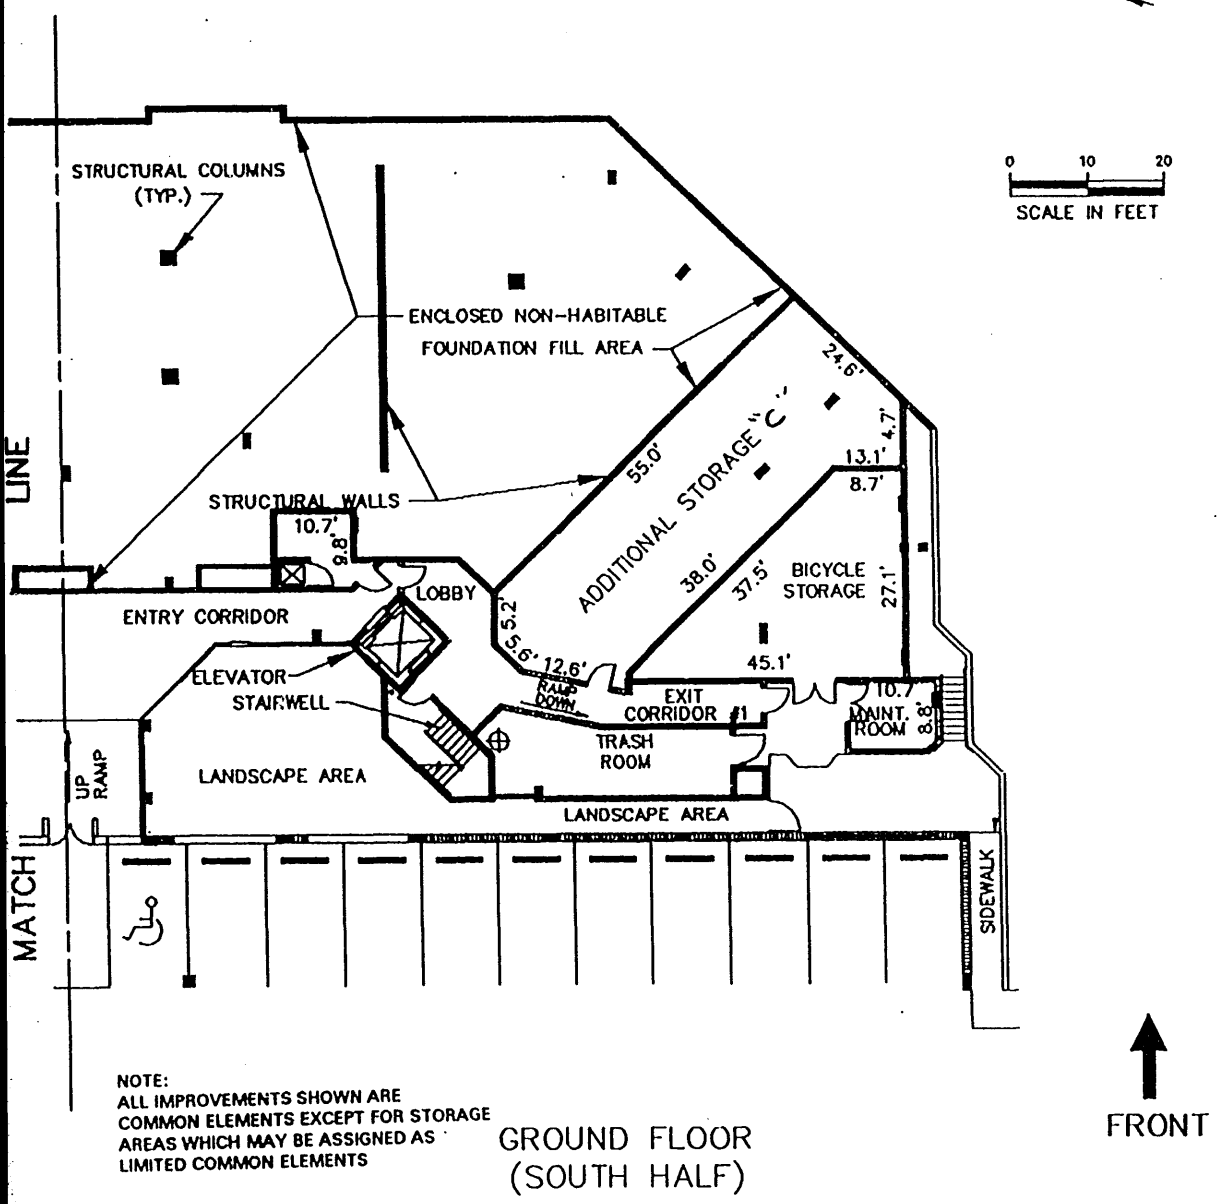 0 10 20
SCALE IN FEET
STRUCTURAL COLUMNS
(TYP.)
ENCLOSED NON-HABITABLE
FOUNDATION FILL AREA
24.6'
4.7'
13.1'
8.7'
55.0'
ADDITIONAL STORAGE "C"
LINE
STRUCTURAL WALLS
10.7'
9.8'
38.0'
37.5'
BICYCLE
STORAGE
27.1'
LOBBY
ENTRY CORRIDOR
5.2'
5.6'
12.6'
45.1'
ELEVATOR
STAIRWELL
RAMP
DOWN
EXIT
CORRIDOR #1
10.7
MAINT.
ROOM
8.8'
TRASH
ROOM
UP
RAMP
LANDSCAPE AREA
LANDSCAPE AREA
MATCH
SIDEWALK
NOTE:
ALL IMPROVEMENTS SHOWN ARE
COMMON ELEMENTS EXCEPT FOR STORAGE
AREAS WHICH MAY BE ASSIGNED AS
LIMITED COMMON ELEMENTS
GROUND FLOOR
(SOUTH HALF)
FRONT